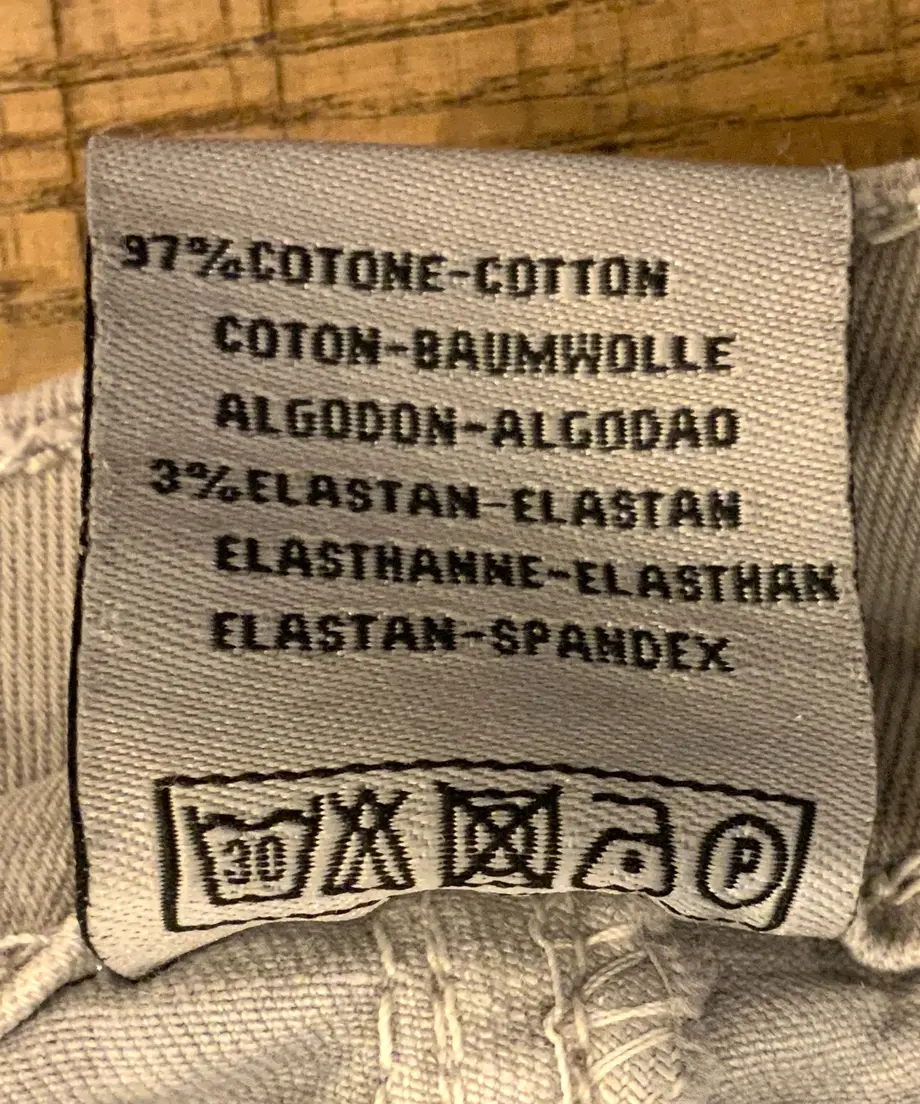 97%COTONE-COTTON
COTON-BAUMWOLLE
ALGODON-ALGODAO
3%ELASTAN-ELASTAN
ELASTHANNE-ELASTHAN
ELASTAN-SPANDEX
30 P